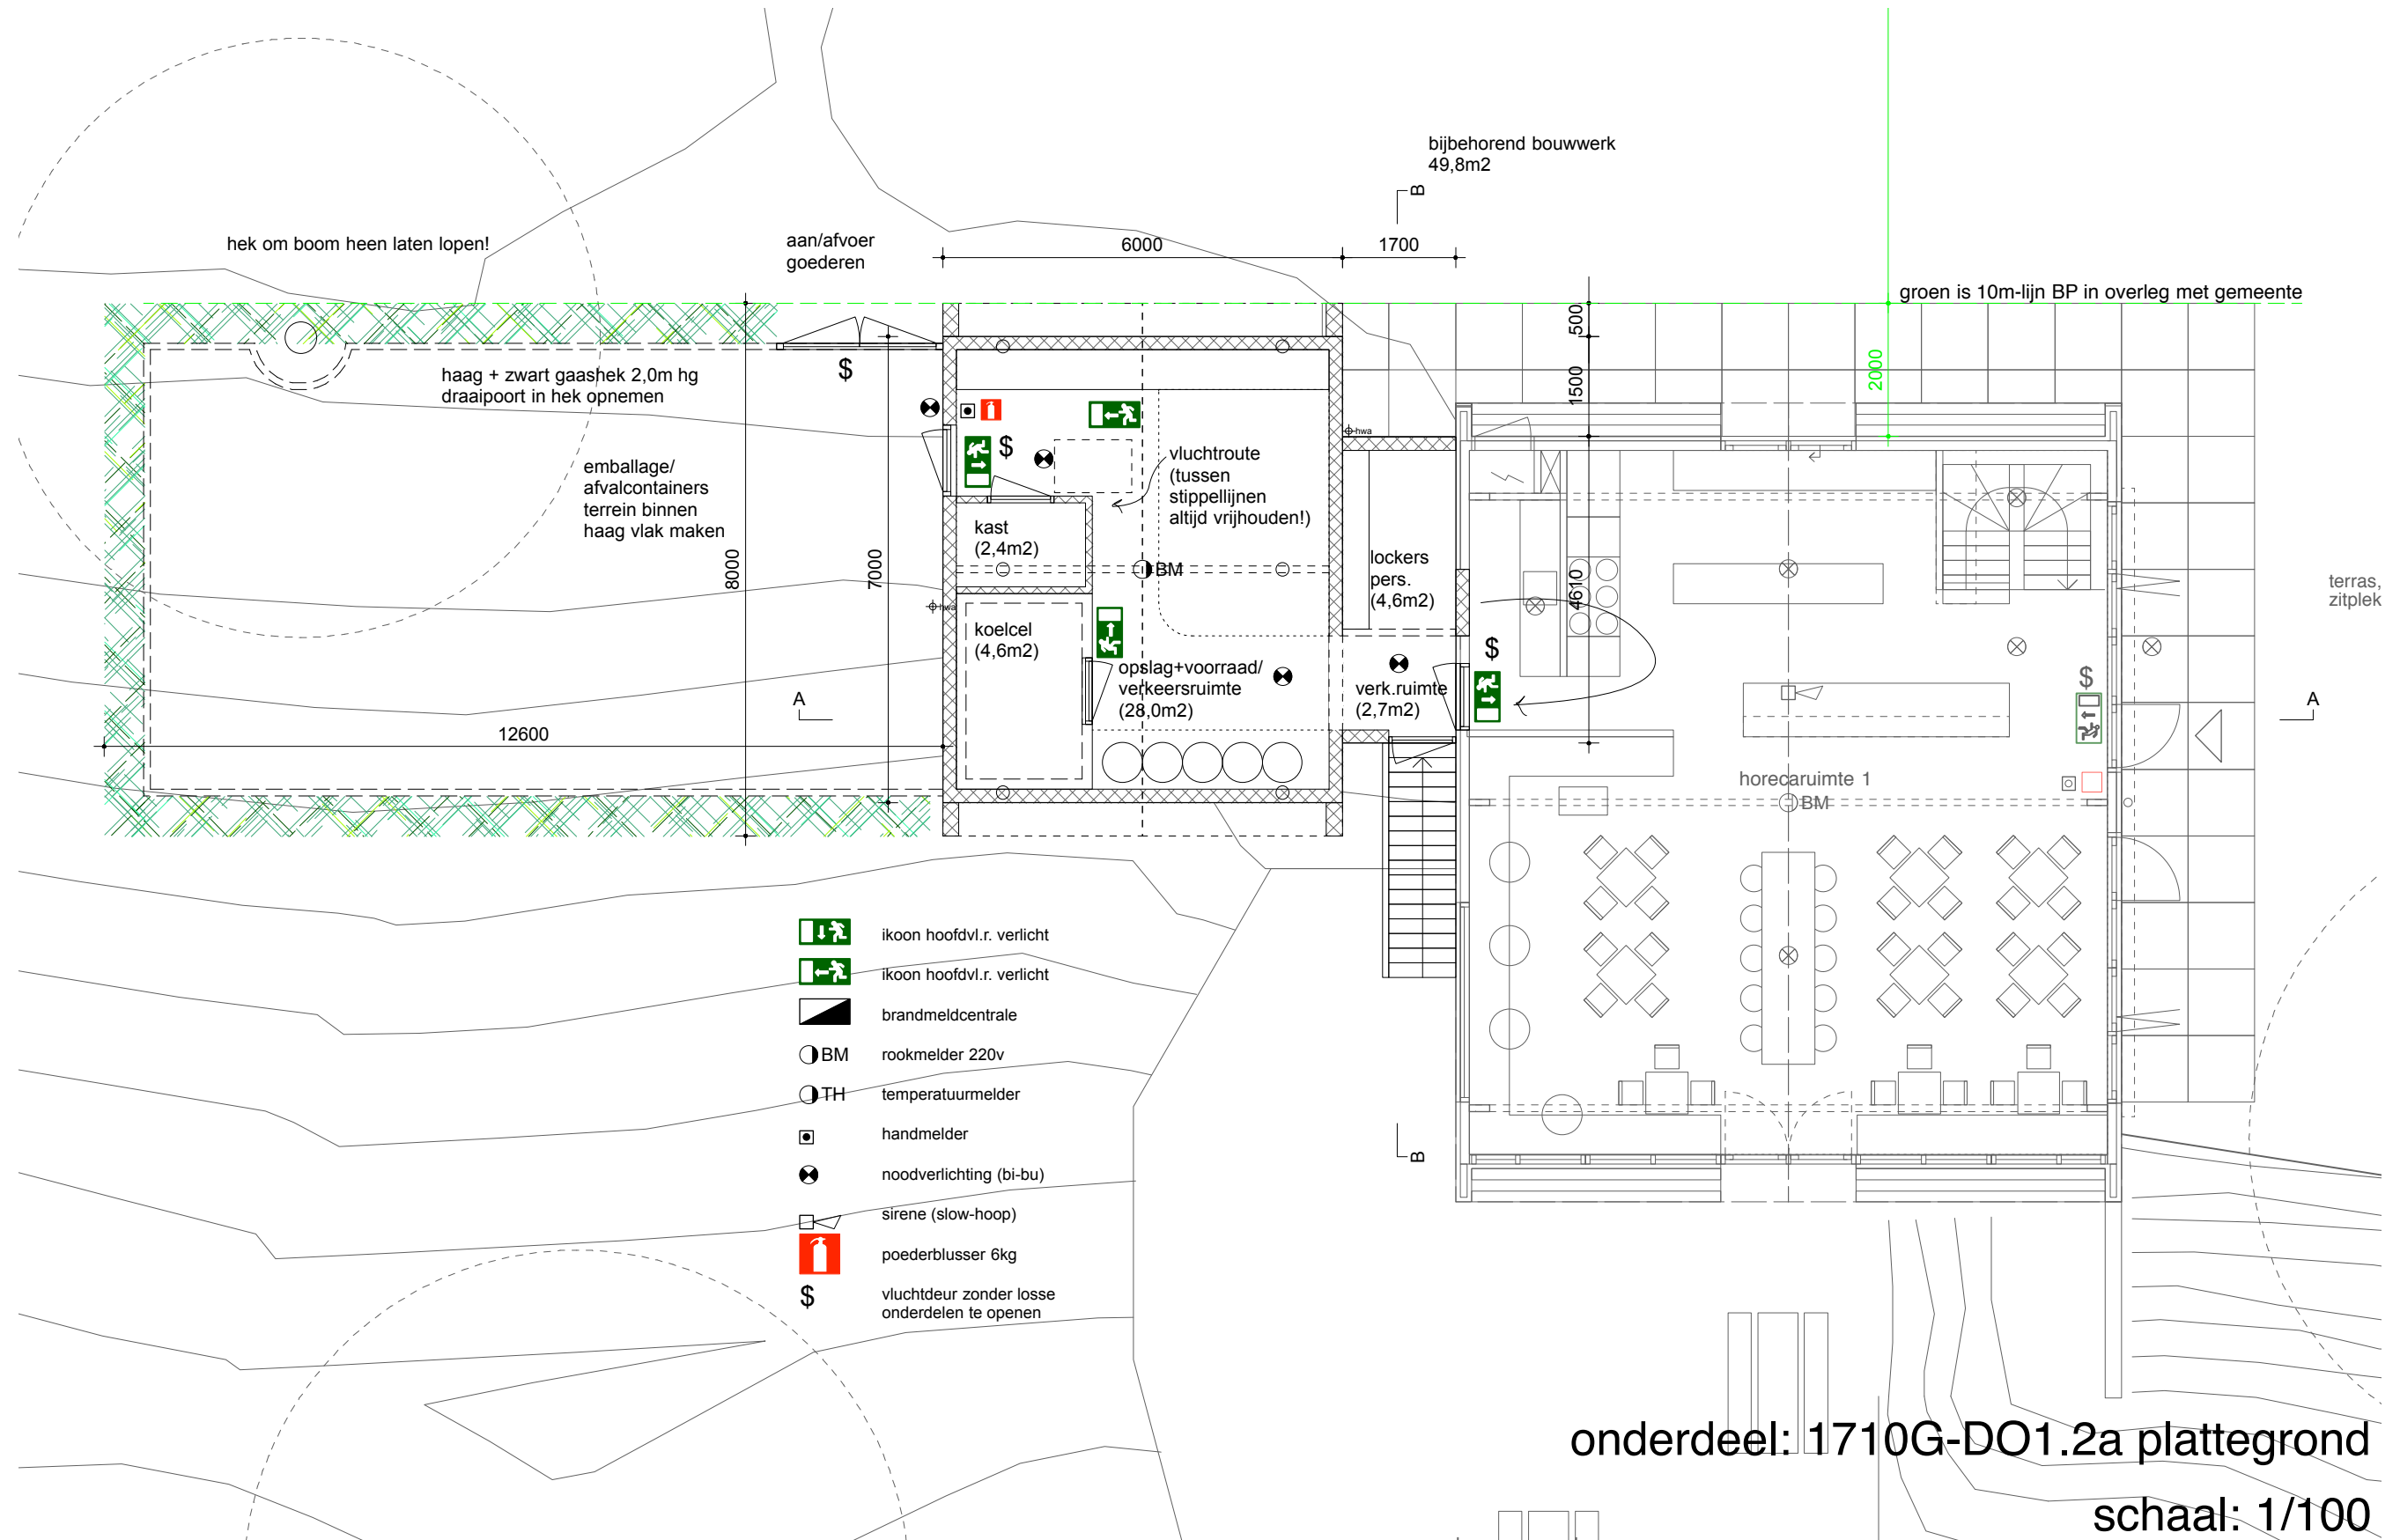 bijbehorend bouwwerk
49,8m2
B
hek om boom heen laten lopen!
aan/afvoer
goederen
6000
1700
groen is 10m-lijn BP in overleg met gemeente
500
1500
2000
haag + zwart gaashek 2,0m hg
draaipoort in hek opnemen
$
$
hwa
emballage/
afvalcontainers
terrein binnen
haag vlak maken
vluchtroute
(tussen
stippellijnen
altijd vrijhouden!)
kast
(2,4m2)
8000
7000
BM
lockers
pers.
(4,6m2)
4610
terras,
zitplek
hwa
koelcel
(4,6m2)
$
$
opslag+voorraad/
verkeersruimte
(28,0m2)
verk.ruimte
(2,7m2)
A
A
12600
horecaruimte 1
BM
ikoon hoofdvl.r. verlicht
ikoon hoofdvl.r. verlicht
brandmeldcentrale
BM rookmelder 220v
TH temperatuurmelder
handmelder
B
noodverlichting (bi-bu)
sirene (slow-hoop)
poederblusser 6kg
$ vluchtdeur zonder losse
onderdelen te openen
onderdeel: 1710G-DO1.2a plattegrond
schaal: 1/100